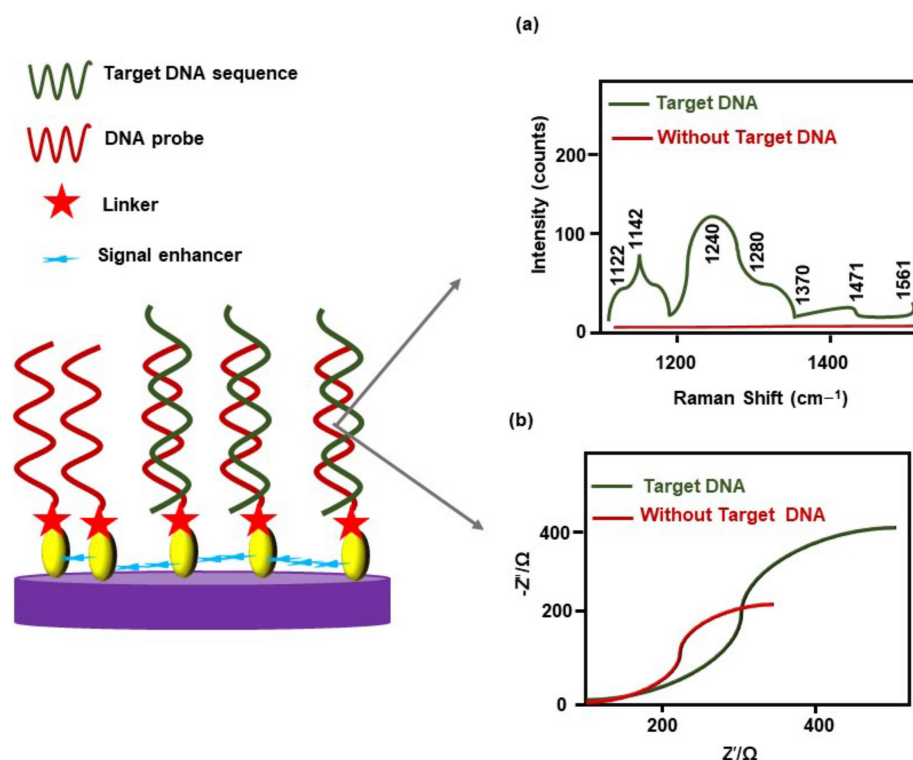 Target DNA sequence
DNA probe
Linker
Signal enhancer
(a)
Target DNA
Without Target DNA
Intensity (counts)
200
100
0
1122
1142
1240
1280
1370
1471
1561
1200
1400
Raman Shift (cm−1)
(b)
Target DNA
Without Target DNA
-Z"/Ω
400
200
0
200
400
Z'/Ω